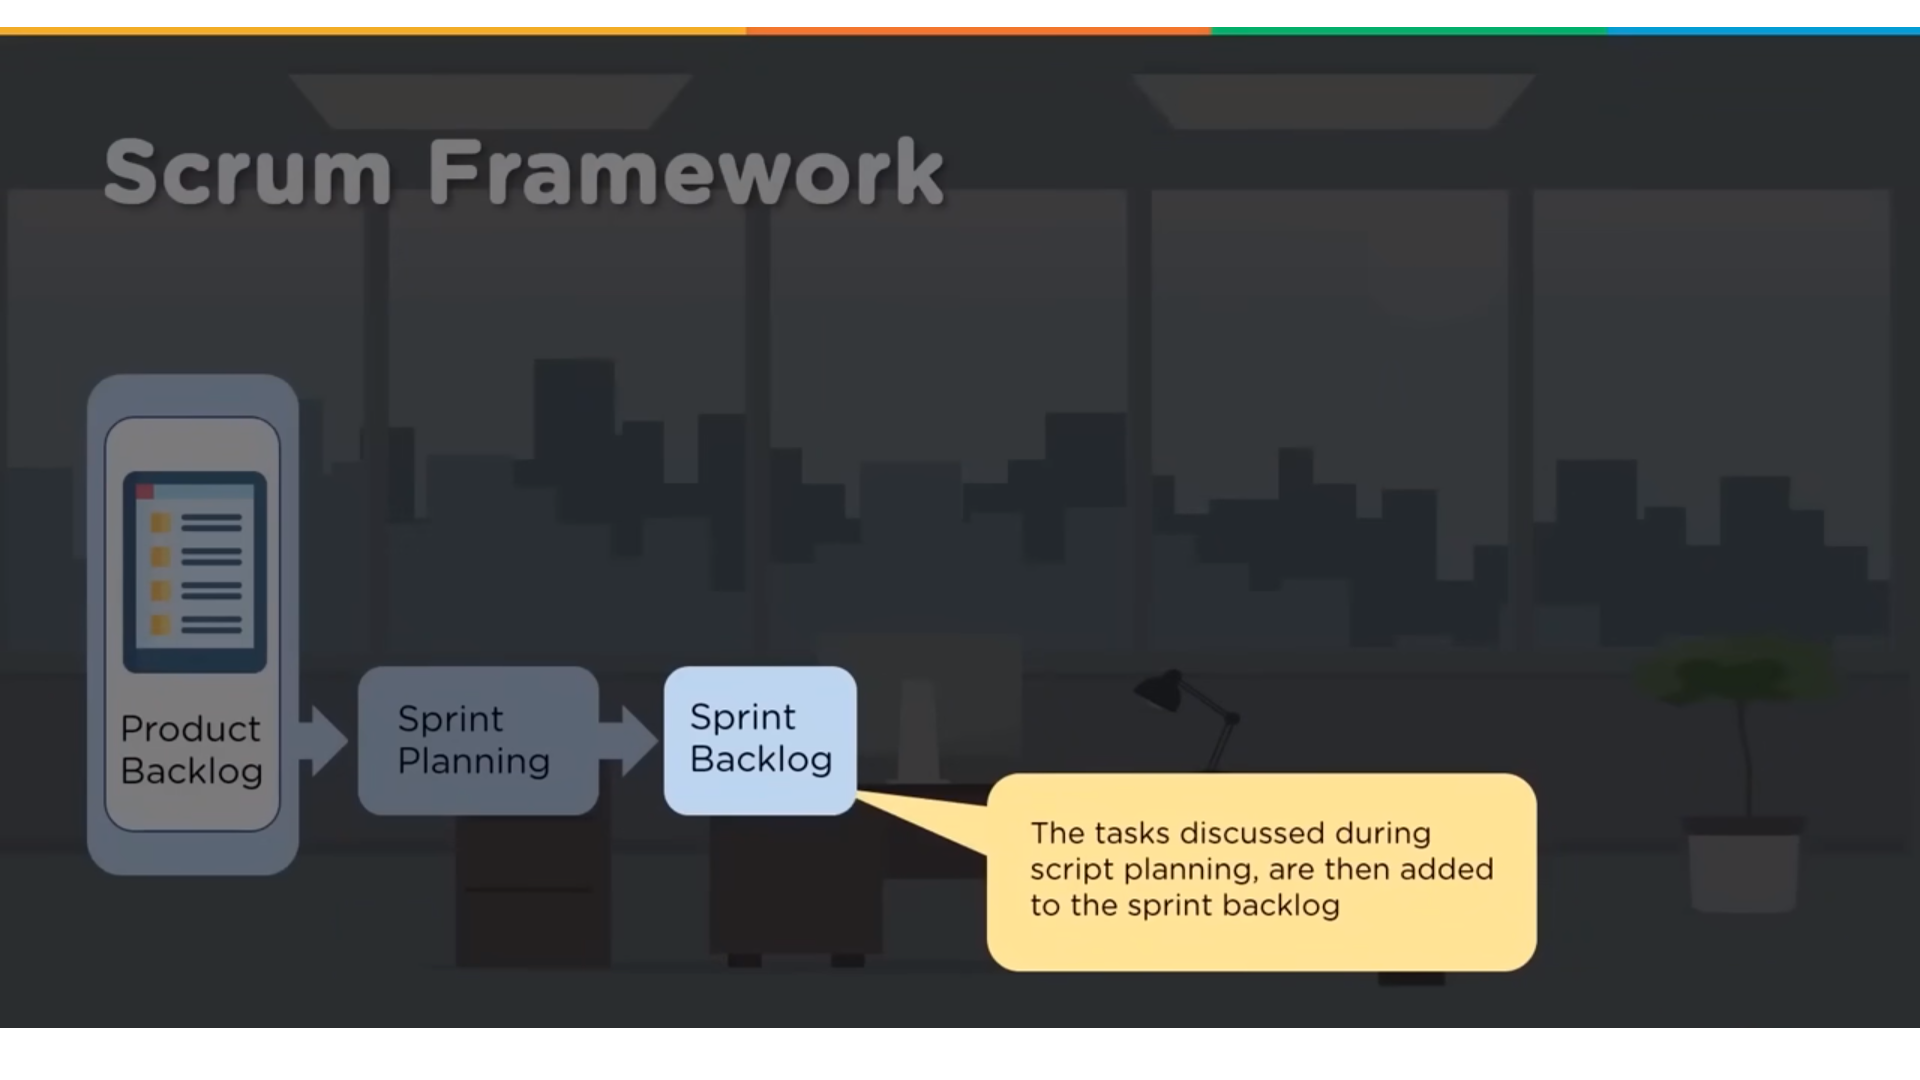 Scrum Framework
Product
Backlog
Sprint
Planning
Sprint
Backlog
The tasks discussed during
script planning, are then added
to the sprint backlog